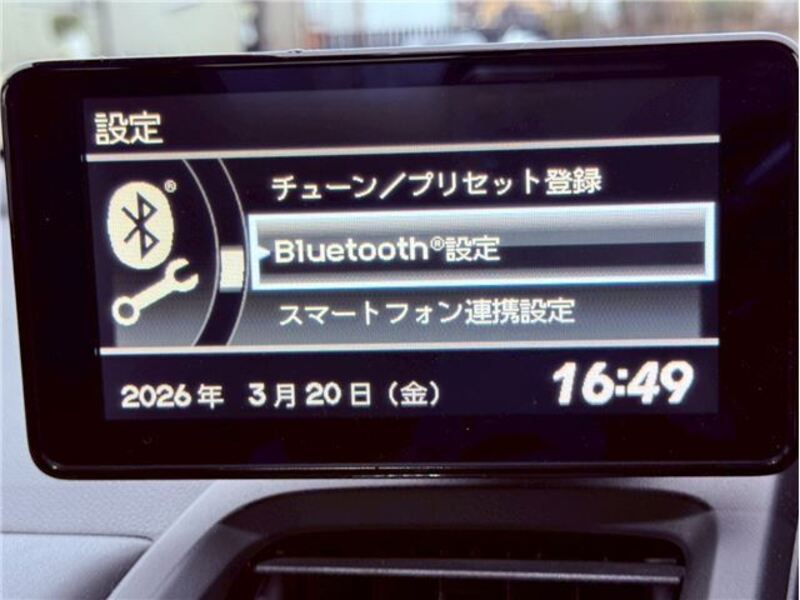 設定
®
チューン／プリセット登録
Bluetooth®設定
スマートフォン連携設定
2026年 3月20日（金）
16:49